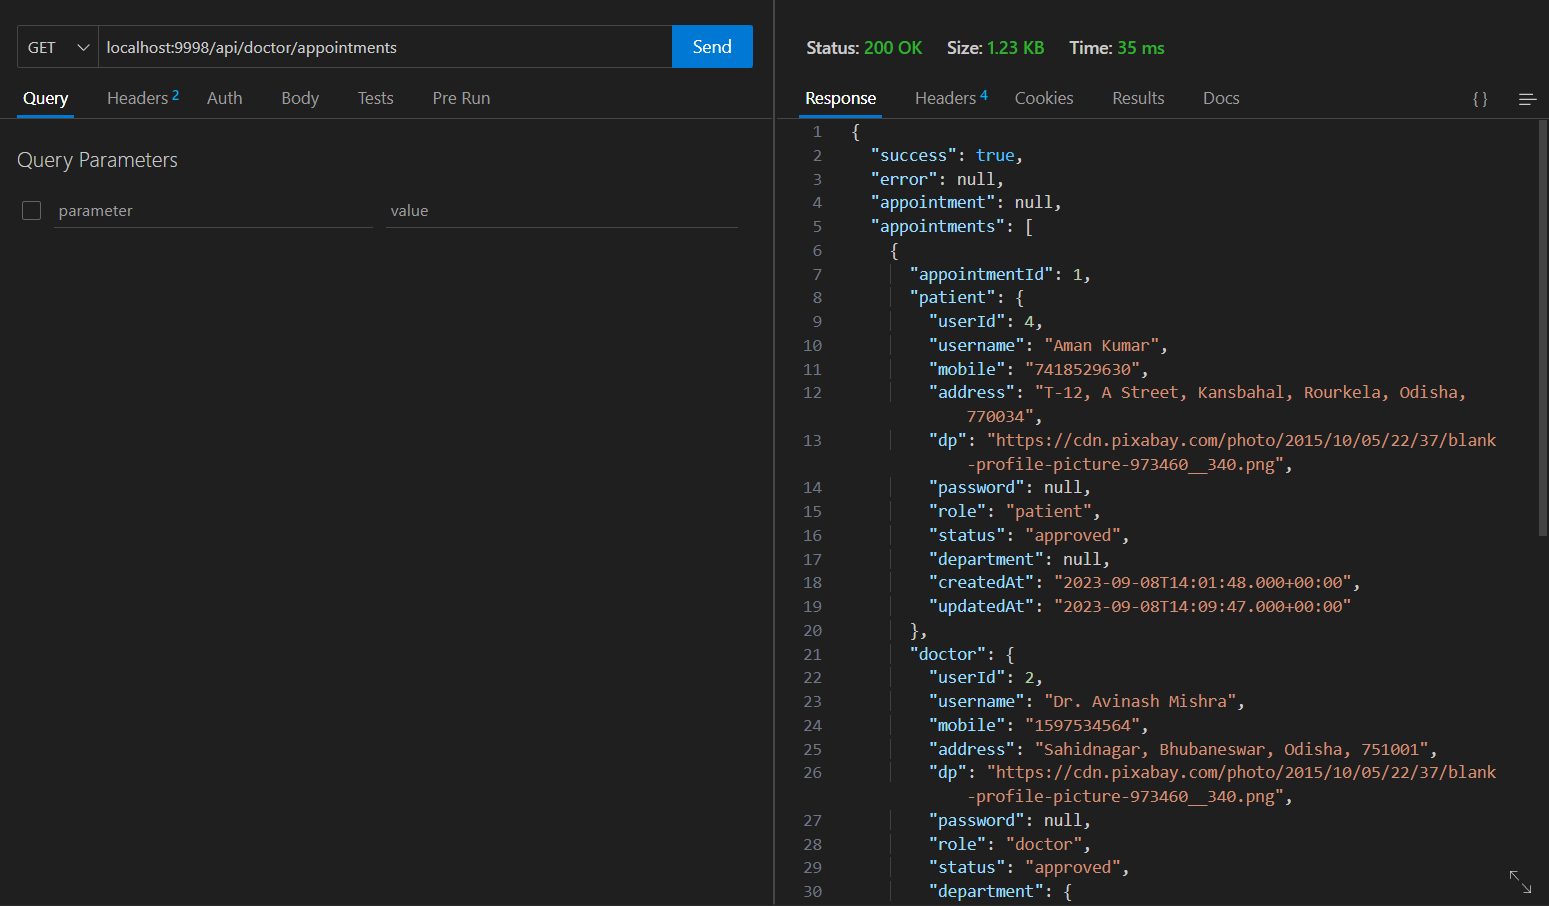 GET localhost:9998/api/doctor/appointments Send
Query Headers 2 Auth Body Tests Pre Run
Query Parameters
parameter value
Status: 200 OK Size: 1.23 KB Time: 35 ms
Response Headers 4 Cookies Results Docs { }
1 {
2 "success": true,
3 "error": null,
4 "appointment": null,
5 "appointments": [
6 {
7 "appointmentId": 1,
8 "patient": {
9 "userId": 4,
10 "username": "Aman Kumar",
11 "mobile": "7418529630",
12 "address": "T-12, A Street, Kansbahal, Rourkela, Odisha,
770034",
13 "dp": "https://cdn.pixabay.com/photo/2015/10/05/22/37/blank
-profile-picture-973460__340.png",
14 "password": null,
15 "role": "patient",
16 "status": "approved",
17 "department": null,
18 "createdAt": "2023-09-08T14:01:48.000+00:00",
19 "updatedAt": "2023-09-08T14:09:47.000+00:00"
20 },
21 "doctor": {
22 "userId": 2,
23 "username": "Dr. Avinash Mishra",
24 "mobile": "1597534564",
25 "address": "Sahidnagar, Bhubaneswar, Odisha, 751001",
26 "dp": "https://cdn.pixabay.com/photo/2015/10/05/22/37/blank
-profile-picture-973460__340.png",
27 "password": null,
28 "role": "doctor",
29 "status": "approved",
30 "department": {